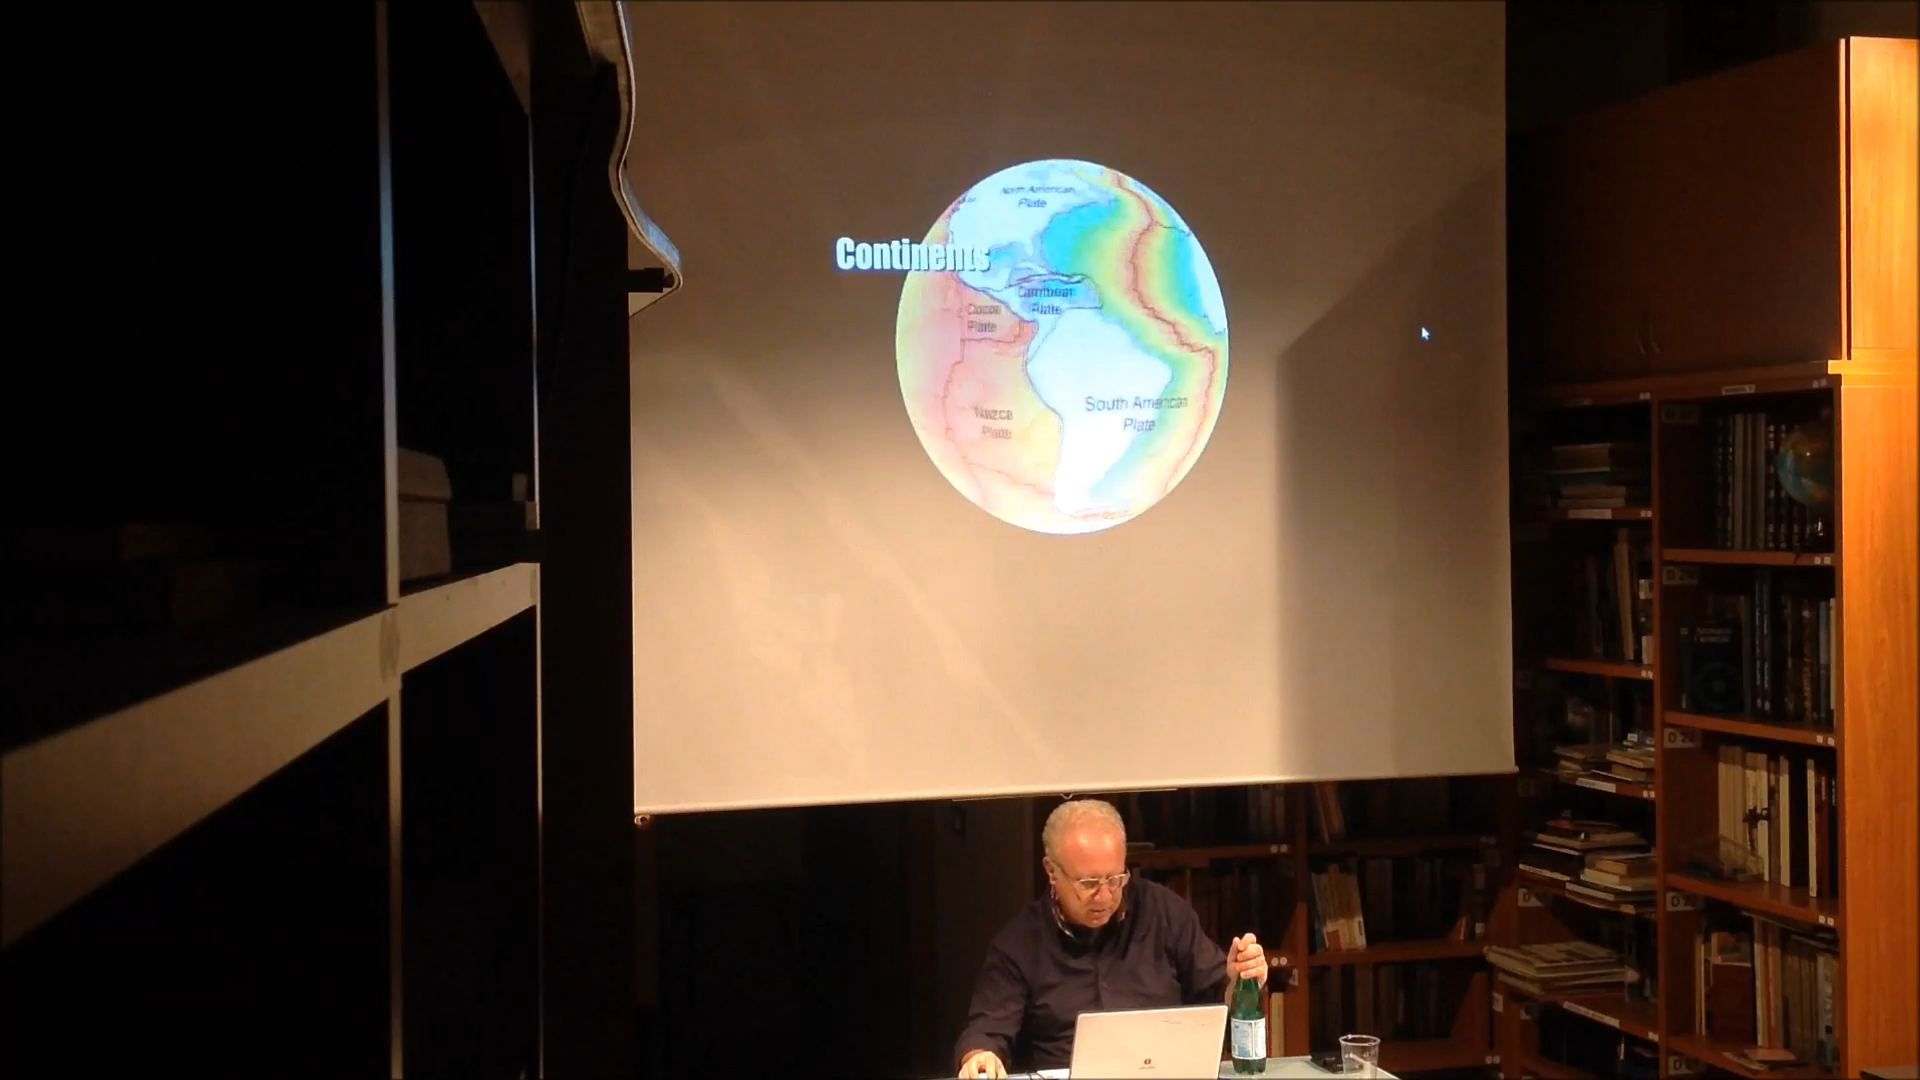 North American
Plate
Continents
Caribbean
Plate
Cocos
Plate
Nazca
Plate
South American
Plate